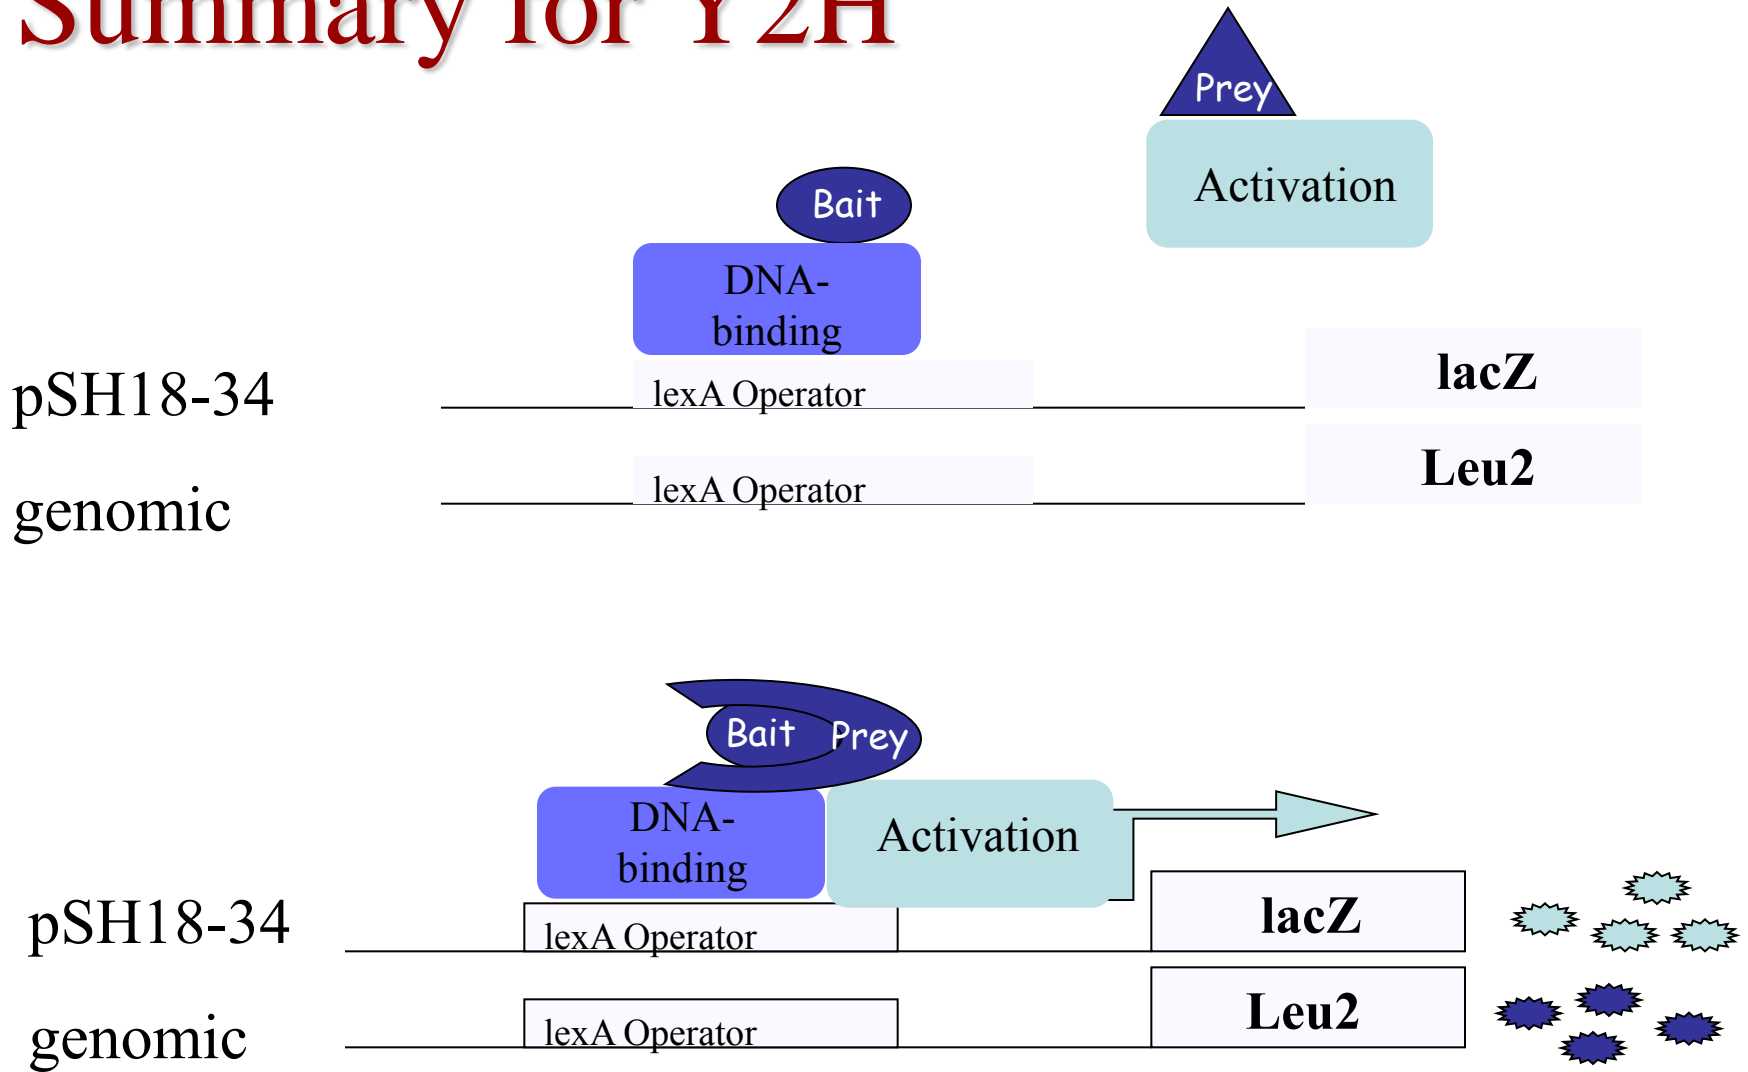 Summary for Y2H
Prey
Activation
Bait
DNA-
binding
pSH18-34
lexA Operator
lacZ
genomic
lexA Operator
Leu2
Bait
Prey
DNA-
binding
Activation
pSH18-34
lexA Operator
lacZ
genomic
lexA Operator
Leu2